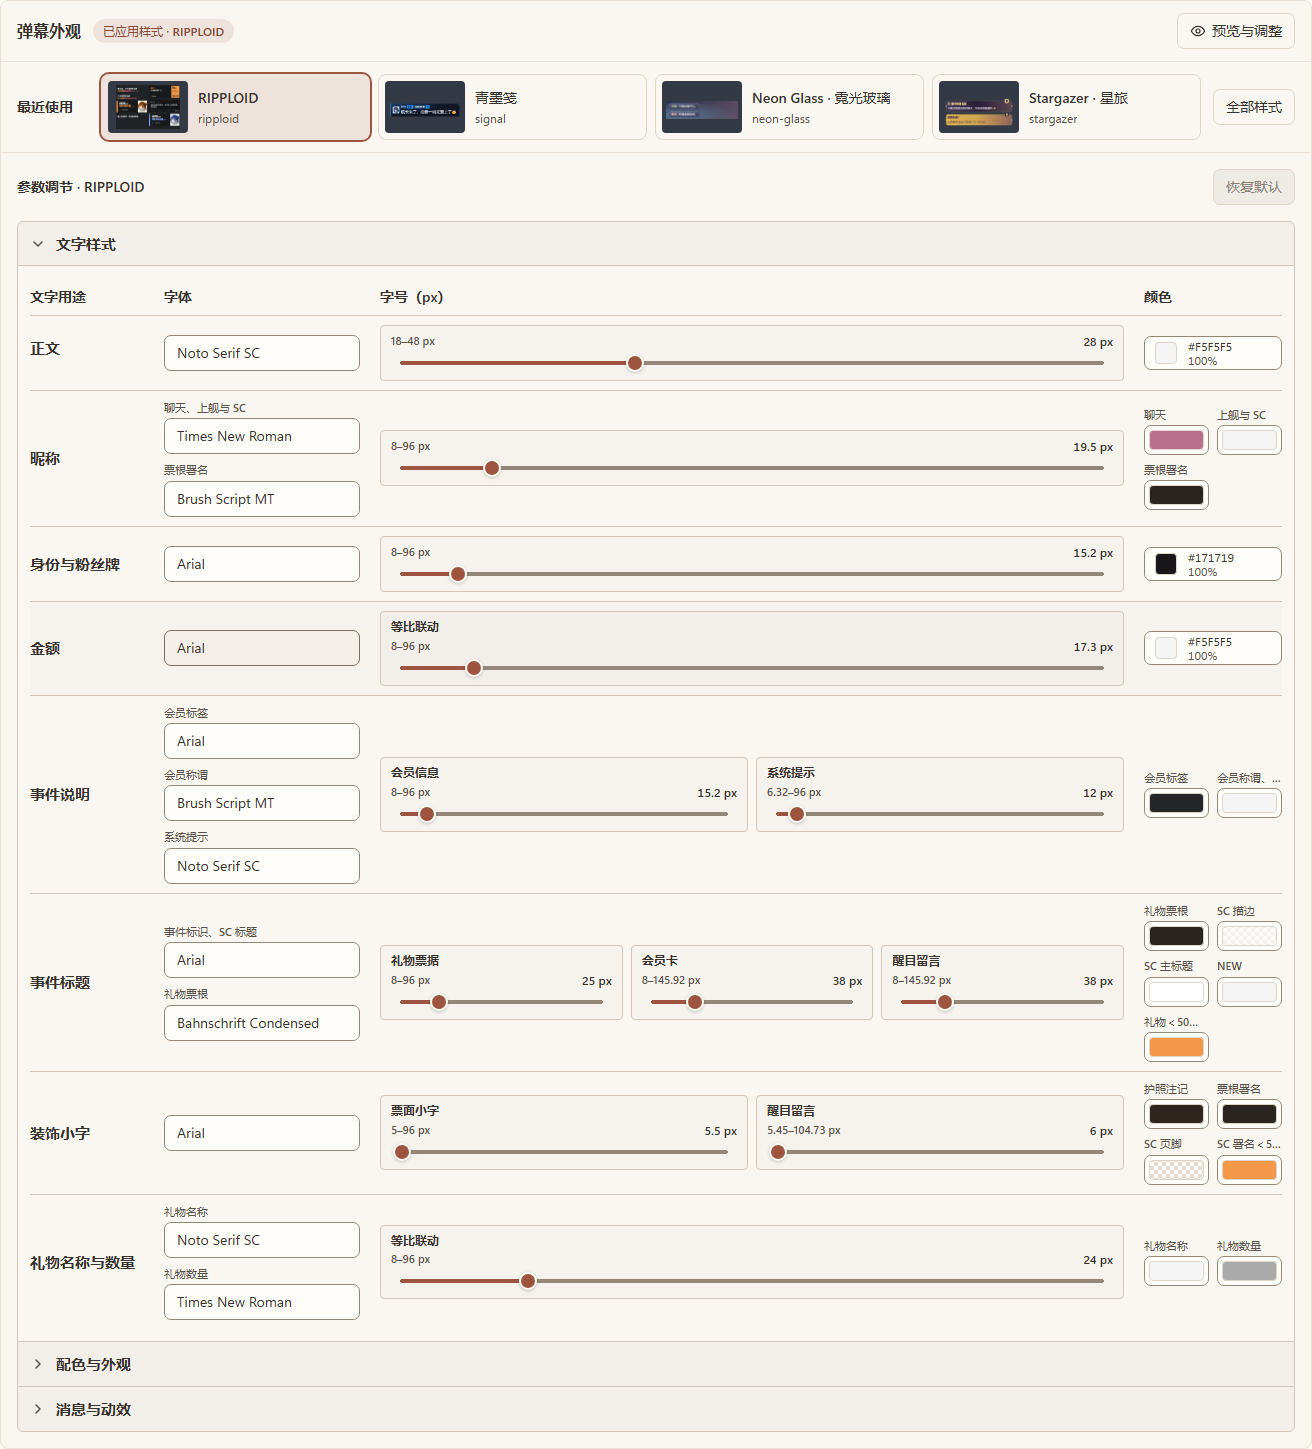 弹幕外观
已应用样式 · RIPPLOID
预览与调整
最近使用
RIPPLOID
ripploid
青墨笺
signal
Neon Glass · 霓光玻璃
neon-glass
Stargazer · 星旅
stargazer
全部样式
参数调节 · RIPPLOID
恢复默认
文字样式
文字用途
字体
字号（px）
颜色
正文
Noto Serif SC
18–48 px
28 px
#F5F5F5
100%
昵称
聊天、上舰与 SC
Times New Roman
票根署名
Brush Script MT
8–96 px
19.5 px
聊天
上舰与 SC
票根署名
身份与粉丝牌
Arial
8–96 px
15.2 px
#171719
100%
金额
Arial
等比联动
8–96 px
17.3 px
#F5F5F5
100%
事件说明
会员标签
Arial
会员称谓
Brush Script MT
系统提示
Noto Serif SC
会员信息
8–96 px
15.2 px
系统提示
6.32–96 px
12 px
会员标签
会员称谓、...
事件标题
事件标识、SC 标题
Arial
礼物票根
Bahnschrift Condensed
礼物票据
8–96 px
25 px
会员卡
8–145.92 px
38 px
醒目留言
8–145.92 px
38 px
礼物票根
SC 描边
SC 主标题
NEW
礼物 < 50...
装饰小字
Arial
票面小字
5–96 px
5.5 px
醒目留言
5.45–104.73 px
6 px
护照注记
票根署名
SC 页脚
SC 署名 < 5...
礼物名称与数量
礼物名称
Noto Serif SC
礼物数量
Times New Roman
等比联动
8–96 px
24 px
礼物名称
礼物数量
配色与外观
消息与动效